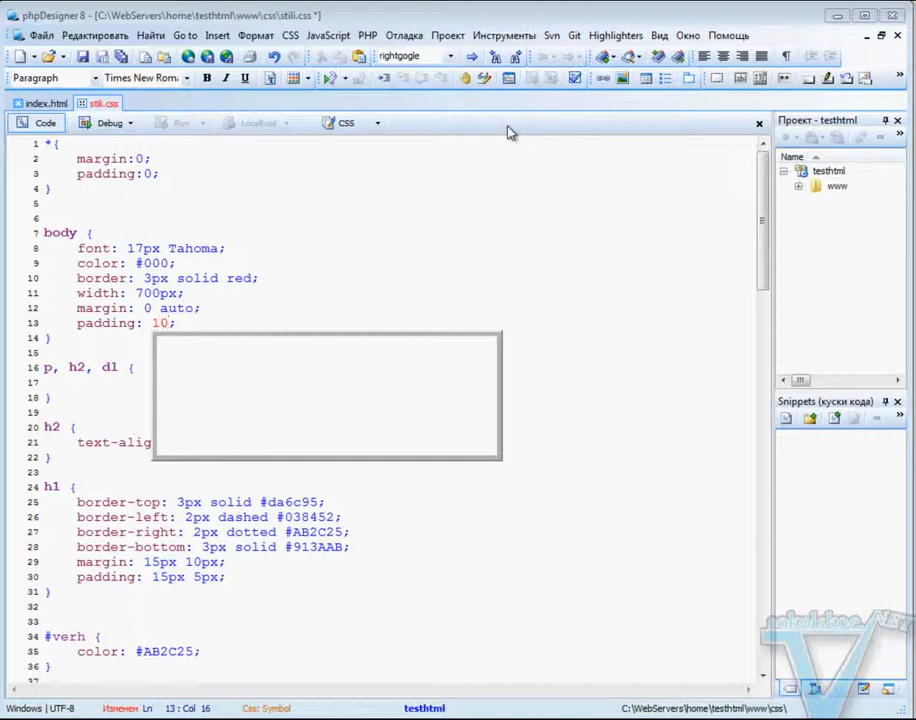 phpDesigner 8 - [C:\WebServers\home\testhtml\www\css\stili.css *]
Файл Редактировать Найти Go to Insert Формат CSS JavaScript PHP Отладка Проект Инструменты Svn Git Highlighters Вид Окно Помощь
rightgogle
Paragraph Times New Rom. B I U
index.html stili.css
Code Debug Run Localhost CSS
Проект - testhtml
Name
testhtml
www
1 *{
2 margin:0;
3 padding:0;
4 }
5
6
7 body {
8 font: 17px Tahoma;
9 color: #000;
10 border: 3px solid red;
11 width: 700px;
12 margin: 0 auto;
13 padding: 10;
14 }
15
16 p, h2, dl {
17
18 }
19
20 h2 {
21 text-alig
22 }
23
24 h1 {
25 border-top: 3px solid #da6c95;
26 border-left: 2px dashed #038452;
27 border-right: 2px dotted #AB2C25;
28 border-bottom: 3px solid #913AAB;
29 margin: 15px 10px;
30 padding: 15px 5px;
31 }
32
33
34 #verh {
35 color: #AB2C25;
36 }
37
Snippets (куски кода)
Windows | UTF-8 Изменен Ln 13 : Col 16 Css: Symbol testhtml C:\WebServers\home\testhtml\www\css\